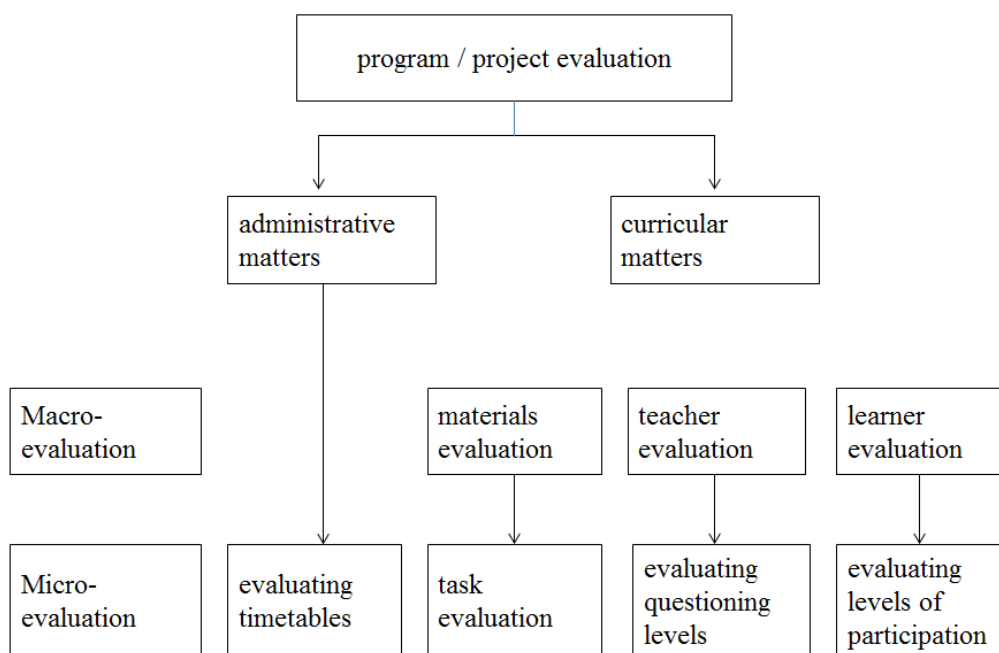 program / project evaluation
administrative
matters
curricular
matters
Macro-
evaluation
materials
evaluation
teacher
evaluation
learner
evaluation
Micro-
evaluation
evaluating
timetables
task
evaluation
evaluating
questioning
levels
evaluating
levels of
participation